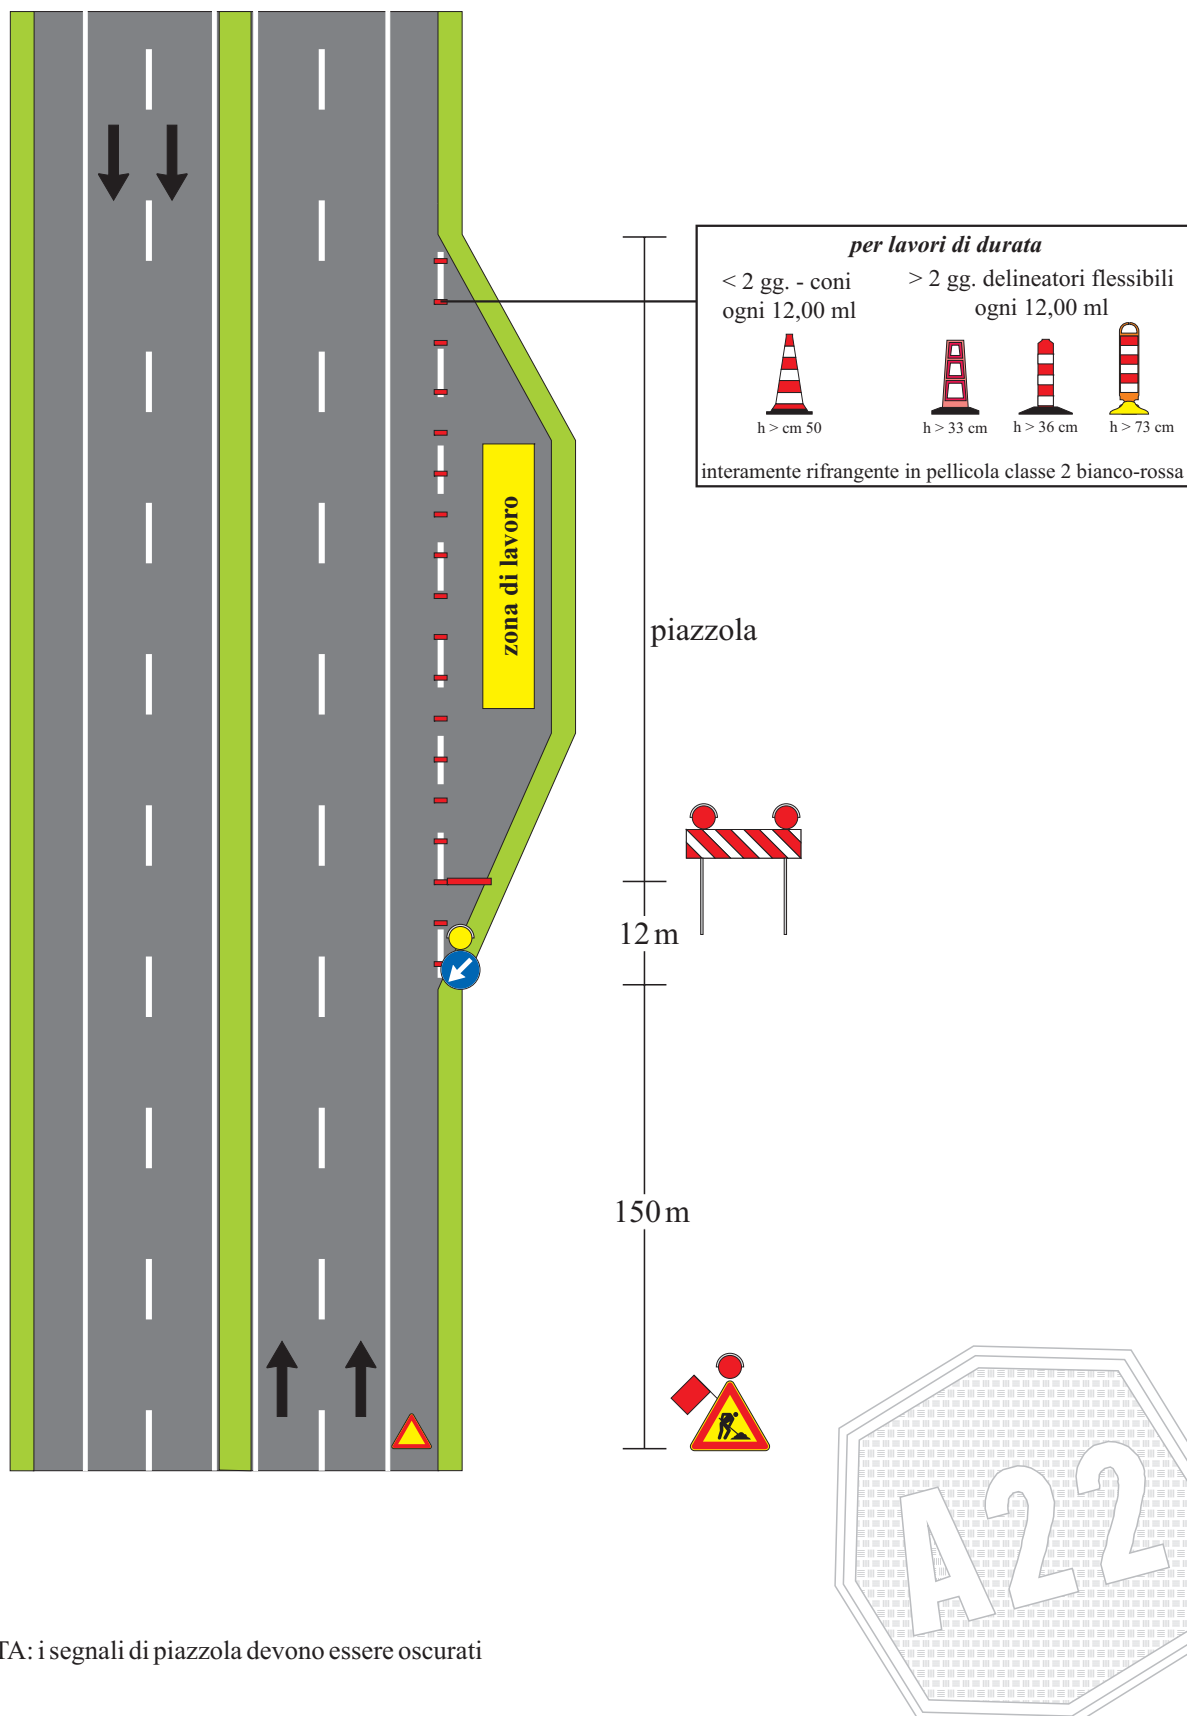 per lavori di durata
< 2 gg. - coni
ogni 12,00 ml
> 2 gg. delineatori flessibili
ogni 12,00 ml
h > cm 50
h > 33 cm
h > 36 cm
h > 73 cm
interamente rifrangente in pellicola classe 2 bianco-rossa
zona di lavoro
piazzola
12 m
150 m
A22
TA: i segnali di piazzola devono essere oscurati